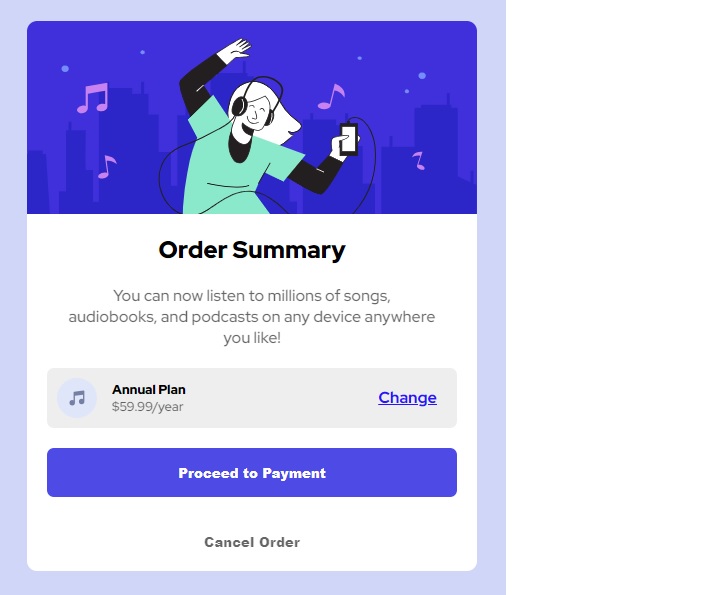 Order Summary
You can now listen to millions of songs,
audiobooks, and podcasts on any device anywhere
you like!
Annual Plan
$59.99/year
Change
Proceed to Payment
Cancel Order